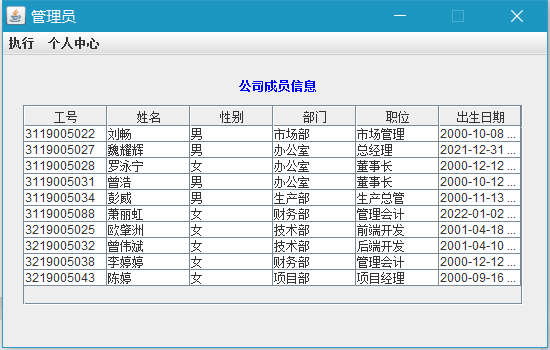 管理员
执行 个人中心
公司成员信息
工号 姓名 性别 部门 职位 出生日期
3119005022 刘畅 男 市场部 市场管理 2000-10-08 ...
3119005027 魏耀辉 男 办公室 总经理 2021-12-31 ...
3119005028 罗泳宁 女 办公室 董事长 2000-12-12 ...
3119005031 曾浩 男 办公室 董事长 2000-10-12 ...
3119005034 彭威 男 生产部 生产总管 2000-11-13 ...
3119005088 萧丽虹 女 财务部 管理会计 2022-01-02 ...
3219005025 欧肇洲 女 技术部 前端开发 2001-04-18 ...
3219005032 曾伟斌 女 技术部 后端开发 2001-04-10 ...
3219005038 李婷婷 女 财务部 管理会计 2000-12-12 ...
3219005043 陈婷 女 项目部 项目经理 2000-09-16 ...